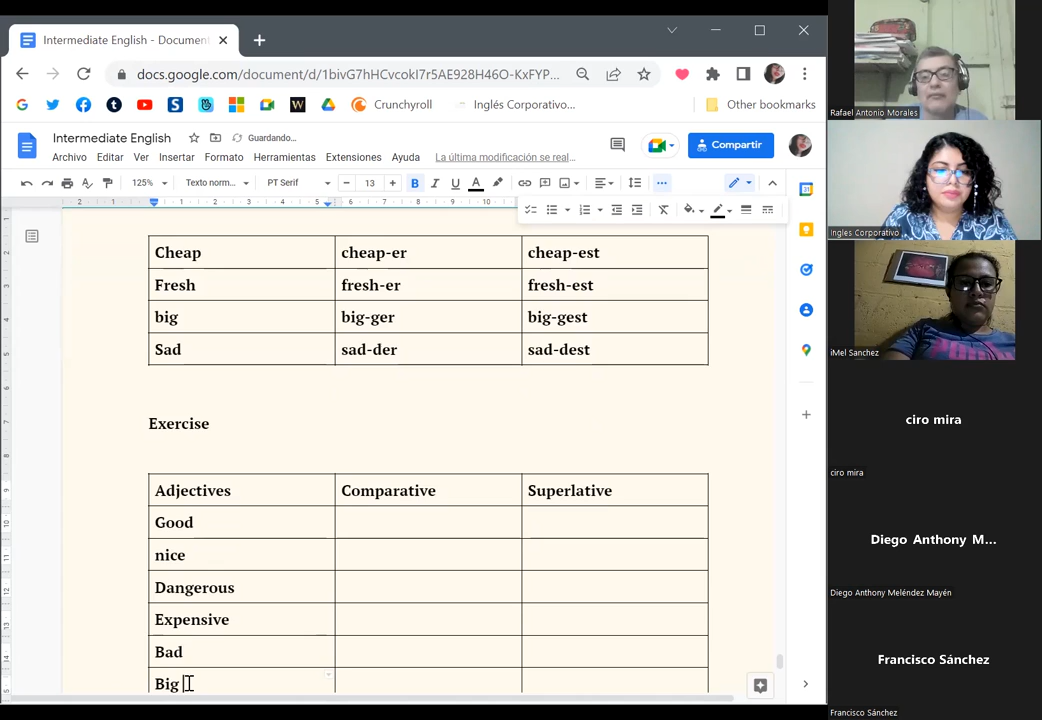 Intermediate English - Document
docs.google.com/document/d/1bivG7hHCvcokI7r5AE928H46O-KxFYP...
Crunchyroll
Inglés Corporativo...
Other bookmarks
Intermediate English
Guardando...
Archivo Editar Ver Insertar Formato Herramientas Extensiones Ayuda La última modificación se real...
Compartir
125% Texto norm... PT Serif 13
Cheap cheap-er cheap-est
Fresh fresh-er fresh-est
big big-ger big-gest
Sad sad-der sad-dest
Exercise
Adjectives Comparative Superlative
Good
nice
Dangerous
Expensive
Bad
Big
Rafael Antonio Morales
Ingles Corporativo
iMel Sanchez
ciro mira
ciro mira
Diego Anthony M...
Diego Anthony Meléndez Mayén
Francisco Sánchez
Francisco Sánchez